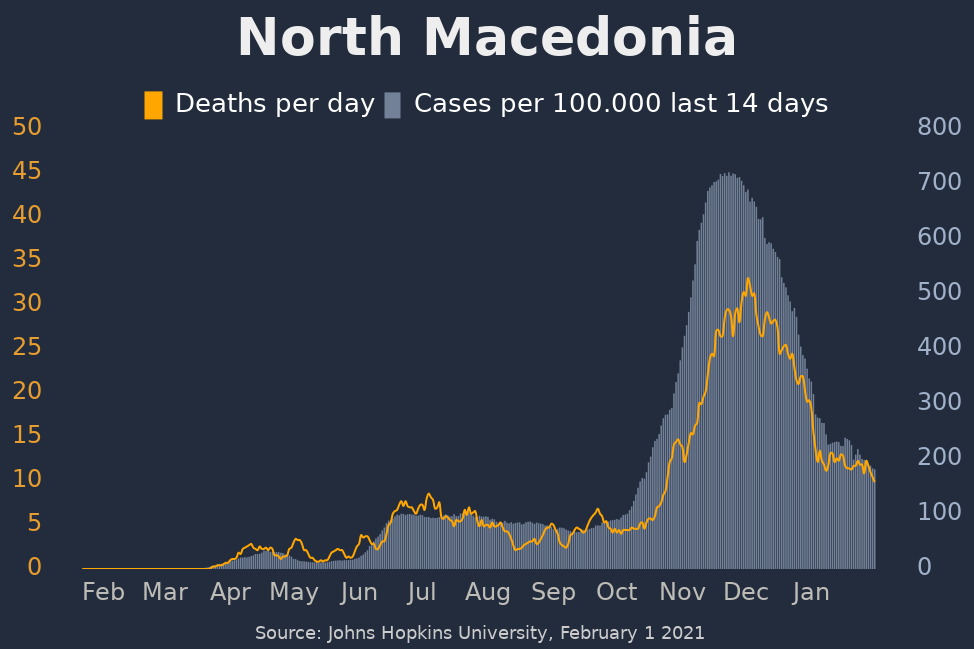 North Macedonia
Deaths per day Cases per 100.000 last 14 days
50 800
45 700
40 600
35 500
30 400
25 300
20 200
15 100
10 0
5
0
Feb Mar Apr May Jun Jul Aug Sep Oct Nov Dec Jan
Source: Johns Hopkins University, February 1 2021